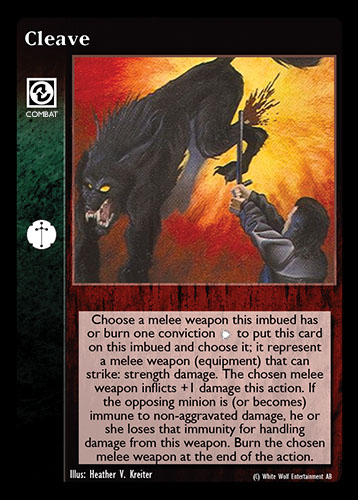 Cleave
COMBAT
Choose a melee weapon this imbued has
or burn one conviction to put this card
on this imbued and choose it; it represent
a melee weapon (equipment) that can
strike: strength damage. The chosen melee
weapon inflicts +1 damage this action. If
the opposing minion is (or becomes)
immune to non-aggravated damage, he or
she loses that immunity for handling
damage from this weapon. Burn the chosen
melee weapon at the end of the action.
Illus: Heather V. Kreiter
(C) White Wolf Entertainment AB